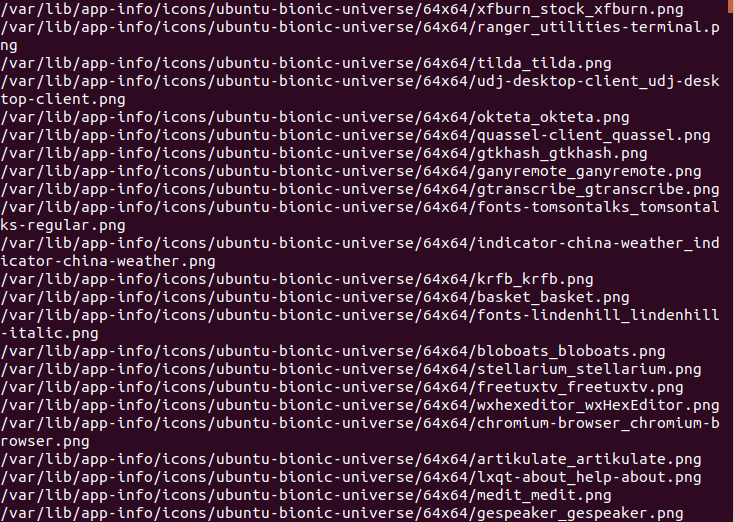 /var/lib/app-info/icons/ubuntu-bionic-universe/64x64/xfburn_stock_xfburn.png
/var/lib/app-info/icons/ubuntu-bionic-universe/64x64/ranger_utilities-terminal.p
ng
/var/lib/app-info/icons/ubuntu-bionic-universe/64x64/tilda_tilda.png
/var/lib/app-info/icons/ubuntu-bionic-universe/64x64/udj-desktop-client_udj-desk
top-client.png
/var/lib/app-info/icons/ubuntu-bionic-universe/64x64/okteta_okteta.png
/var/lib/app-info/icons/ubuntu-bionic-universe/64x64/quassel-client_quassel.png
/var/lib/app-info/icons/ubuntu-bionic-universe/64x64/gtkhash_gtkhash.png
/var/lib/app-info/icons/ubuntu-bionic-universe/64x64/ganyremote_ganyremote.png
/var/lib/app-info/icons/ubuntu-bionic-universe/64x64/gtranscribe_gtranscribe.png
/var/lib/app-info/icons/ubuntu-bionic-universe/64x64/fonts-tomsontalks_tomsontal
ks-regular.png
/var/lib/app-info/icons/ubuntu-bionic-universe/64x64/indicator-china-weather_ind
icator-china-weather.png
/var/lib/app-info/icons/ubuntu-bionic-universe/64x64/krfb_krfb.png
/var/lib/app-info/icons/ubuntu-bionic-universe/64x64/basket_basket.png
/var/lib/app-info/icons/ubuntu-bionic-universe/64x64/fonts-lindenhill_lindenhill
-italic.png
/var/lib/app-info/icons/ubuntu-bionic-universe/64x64/bloboats_bloboats.png
/var/lib/app-info/icons/ubuntu-bionic-universe/64x64/stellarium_stellarium.png
/var/lib/app-info/icons/ubuntu-bionic-universe/64x64/freetuxtv_freetuxtv.png
/var/lib/app-info/icons/ubuntu-bionic-universe/64x64/wxhexeditor_wxHexEditor.png
/var/lib/app-info/icons/ubuntu-bionic-universe/64x64/chromium-browser_chromium-b
rowser.png
/var/lib/app-info/icons/ubuntu-bionic-universe/64x64/artikulate_artikulate.png
/var/lib/app-info/icons/ubuntu-bionic-universe/64x64/lxqt-about_help-about.png
/var/lib/app-info/icons/ubuntu-bionic-universe/64x64/medit_medit.png
/var/lib/app-info/icons/ubuntu-bionic-universe/64x64/gespeaker_gespeaker.png